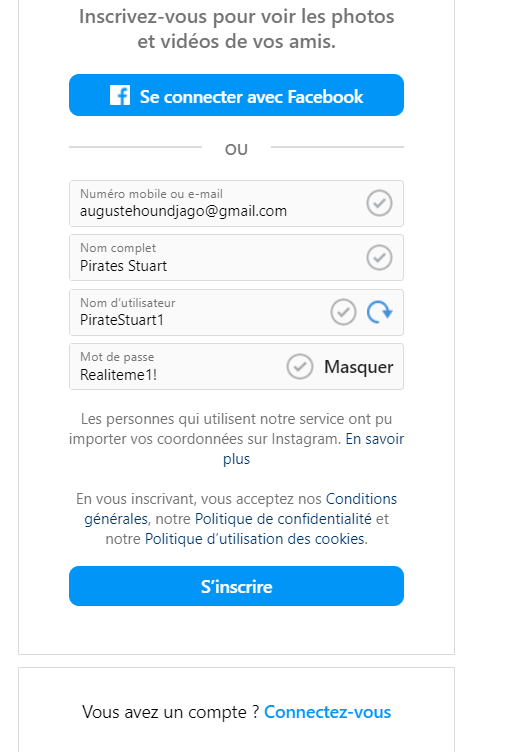 Inscrivez-vous pour voir les photos
et vidéos de vos amis.
Se connecter avec Facebook
OU
Numéro mobile ou e-mail
augustehoundjago@gmail.com
Nom complet
Pirates Stuart
Nom d’utilisateur
PirateStuart1
Mot de passe
Realiteme1!
Masquer
Les personnes qui utilisent notre service ont pu
importer vos coordonnées sur Instagram. En savoir
plus
En vous inscrivant, vous acceptez nos Conditions
générales, notre Politique de confidentialité et
notre Politique d’utilisation des cookies.
S’inscrire
Vous avez un compte ? Connectez-vous